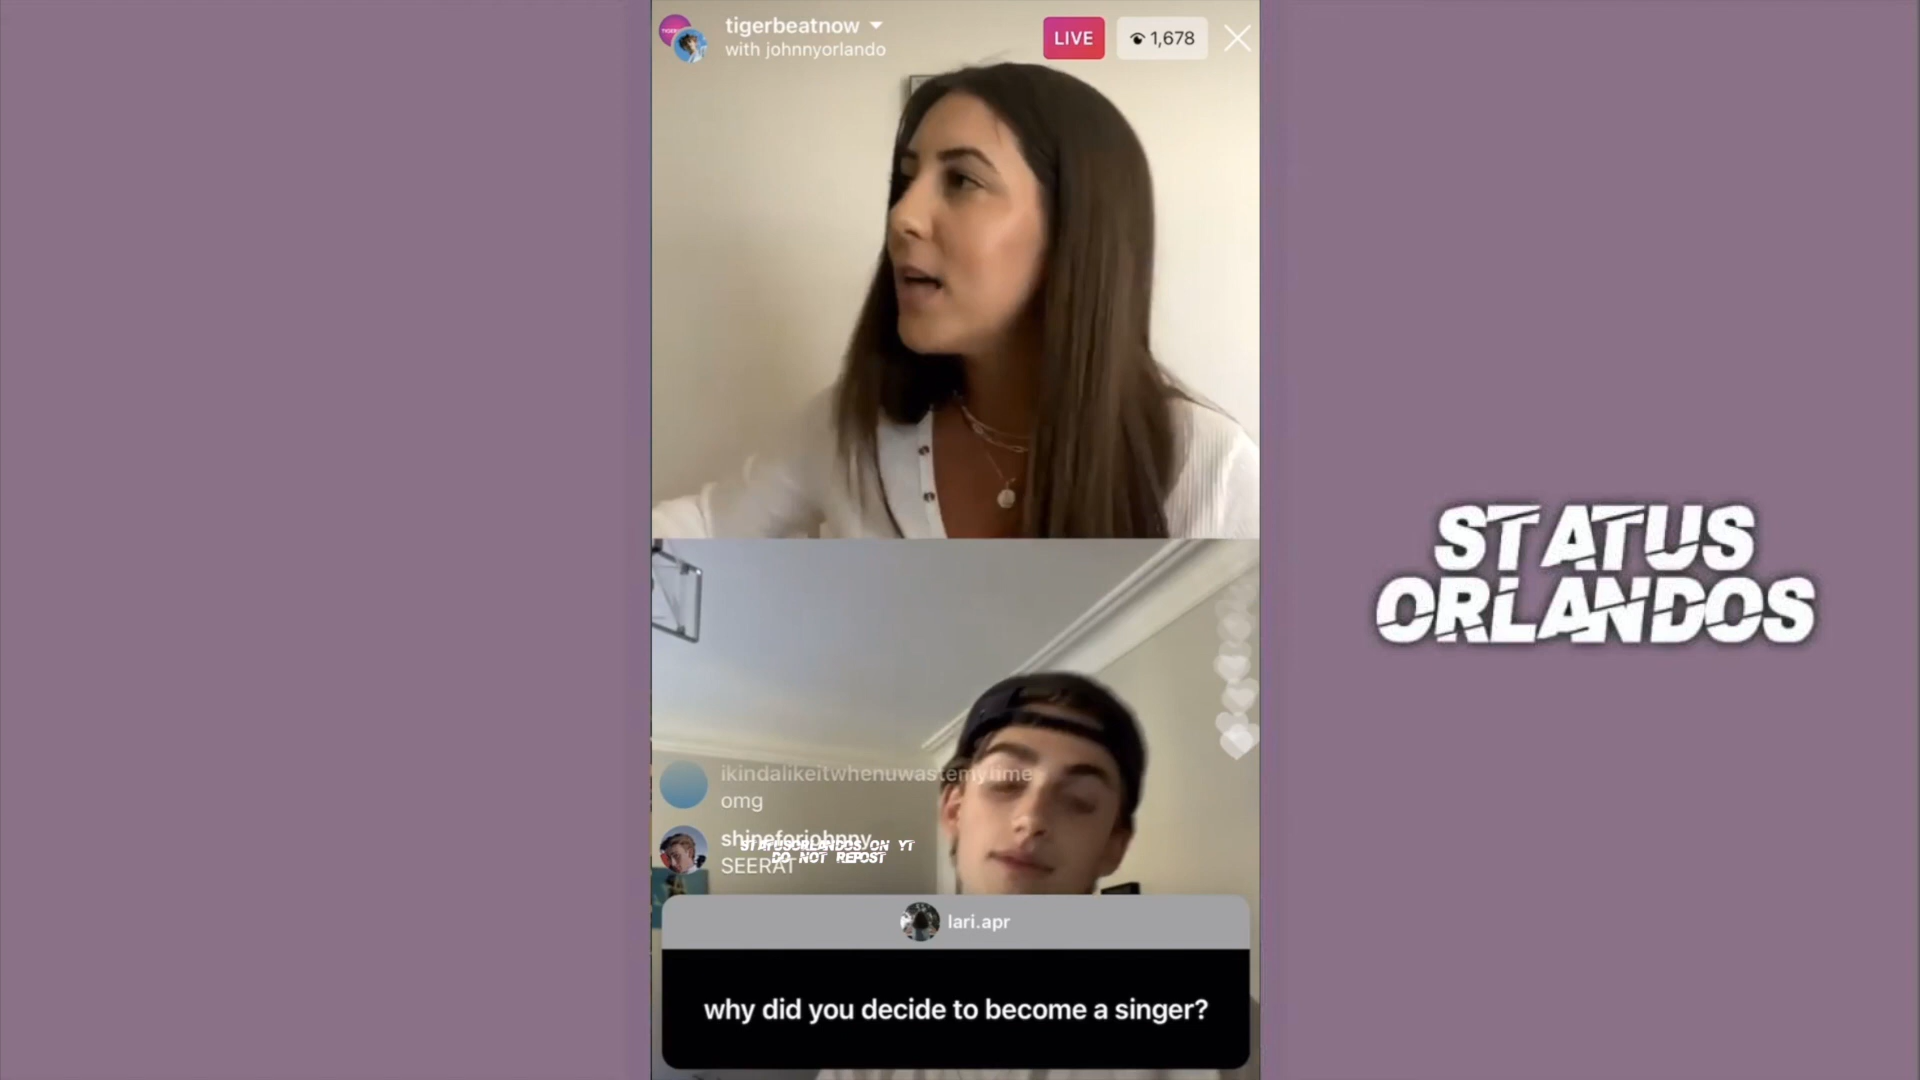 tigerbeatnow
with johnnyorlando
LIVE
1,678
STATUS
ORLANDOS
ikindalikeitwhenuwastemytime
omg
shineforjohnny
STATUSORLANDOS ON YT
DO NOT REPOST
SEERAT
lari.apr
why did you decide to become a singer?